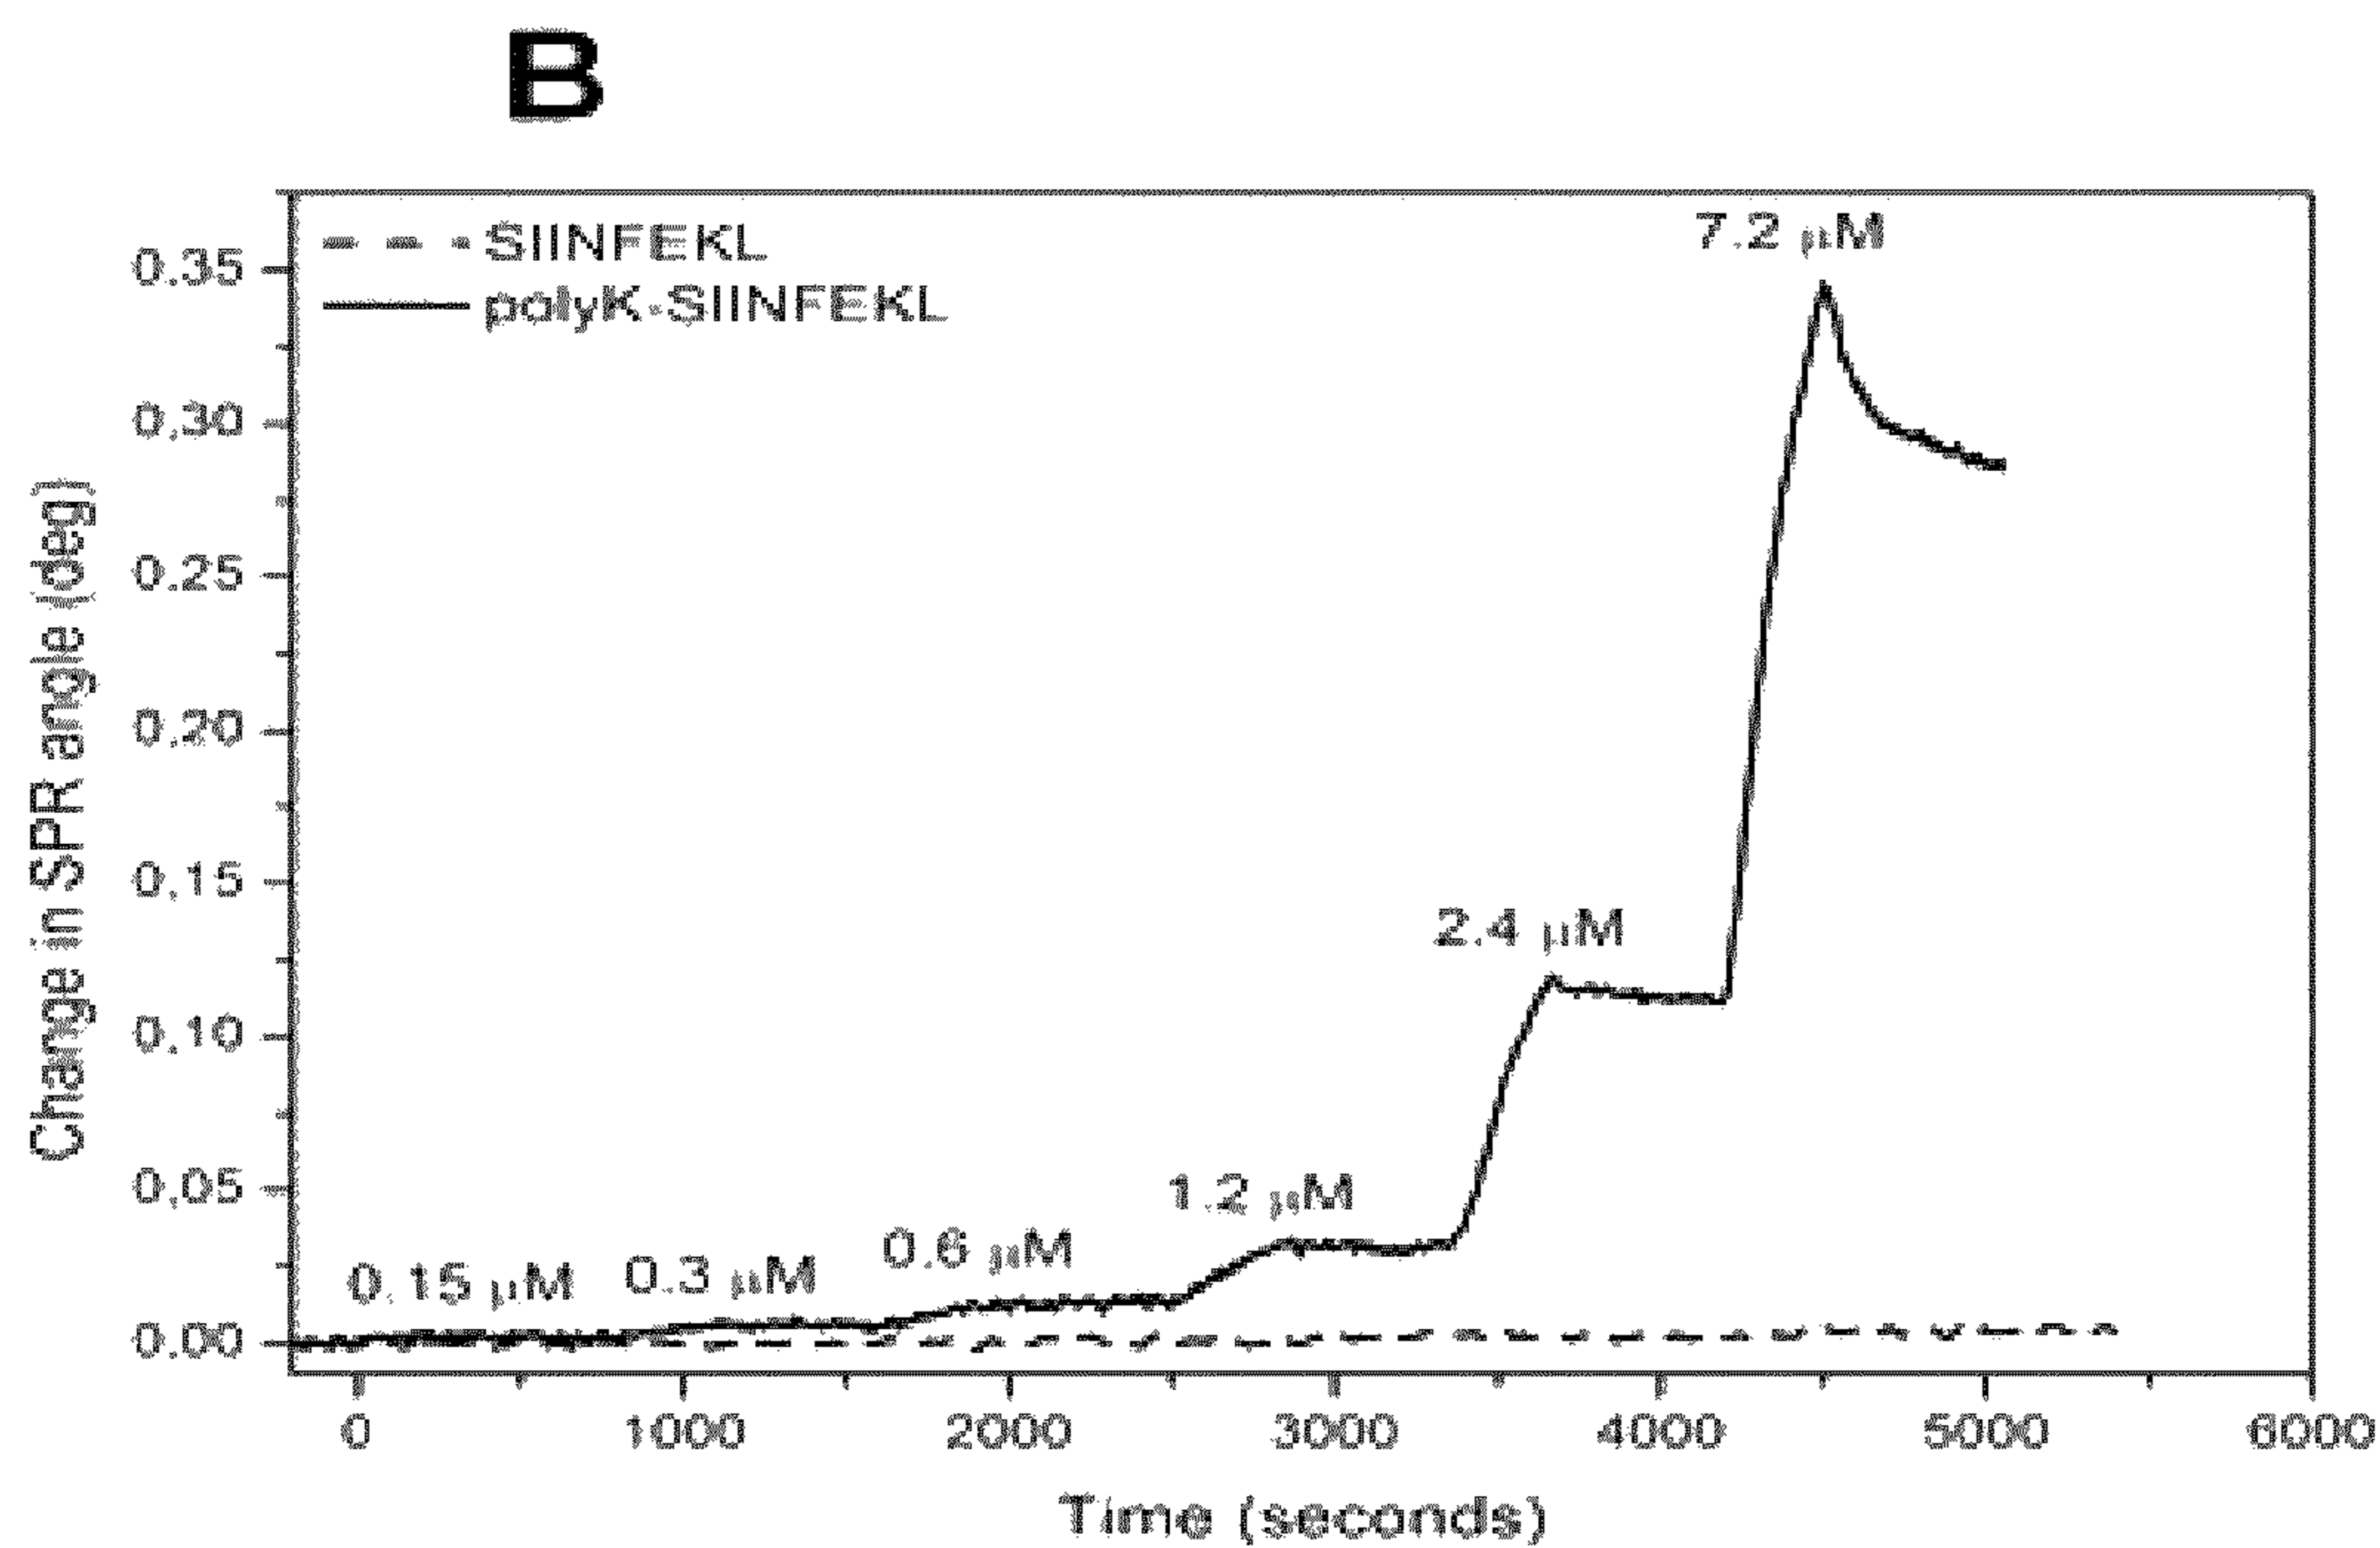 B
SIINFEKL
polyK-SIINFEKL
7.2 μM
2.4 μM
1.2 μM
0.6 μM
0.3 μM
0.15 μM
0.35
0.30
0.25
0.20
0.15
0.10
0.05
0.00
Change in SPR angle (deg)
0 1000 2000 3000 4000 5000 6000
Time (seconds)